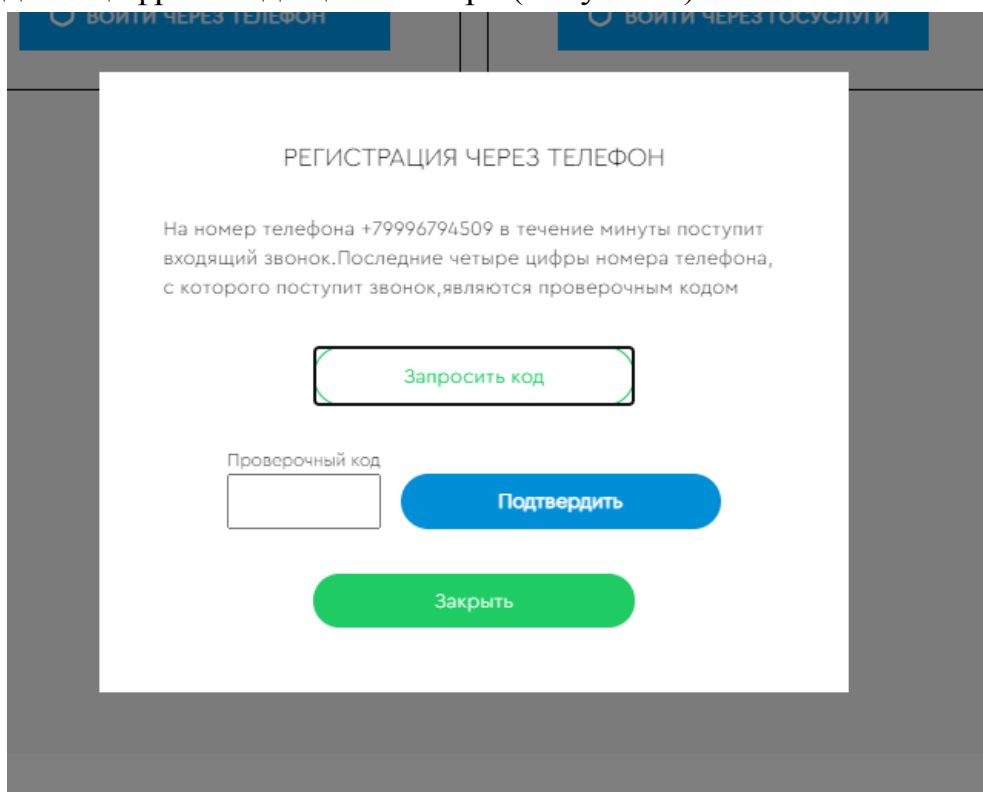 ВОЙТИ ЧЕРЕЗ ТЕЛЕФОН
ВОЙТИ ЧЕРЕЗ ГОСУСЛУГИ
РЕГИСТРАЦИЯ ЧЕРЕЗ ТЕЛЕФОН
На номер телефона +79996794509 в течение минуты поступит
входящий звонок.Последние четыре цифры номера телефона,
с которого поступит звонок,являются проверочным кодом
Запросить код
Проверочный код
Подтвердить
Закрыть